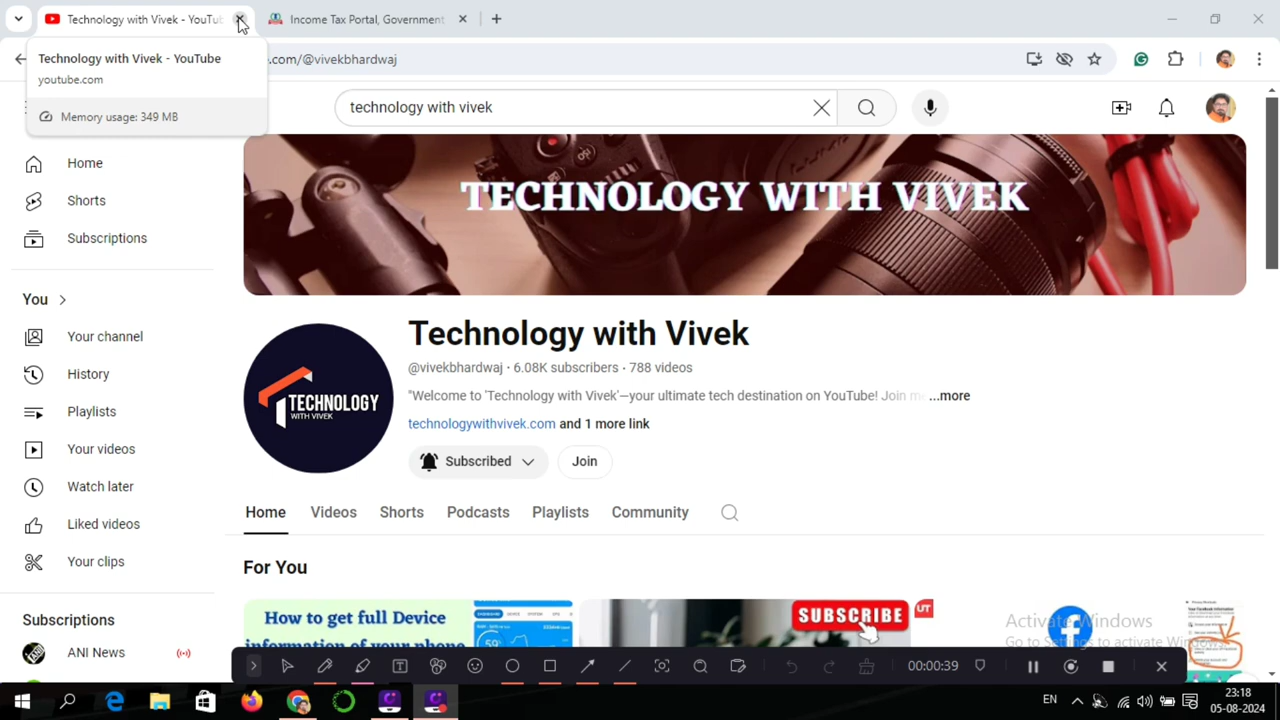 Technology with Vivek - YouTub
Income Tax Portal, Government
Technology with Vivek - YouTube
youtube.com
Memory usage: 349 MB
.com/@vivekbhardwaj
technology with vivek
Home
Shorts
Subscriptions
You
Your channel
History
Playlists
Your videos
Watch later
Liked videos
Your clips
Subscriptions
ANI News
TECHNOLOGY WITH VIVEK
TECHNOLOGY
WITH VIVEK
Technology with Vivek
@vivekbhardwaj · 6.08K subscribers · 788 videos
"Welcome to 'Technology with Vivek'—your ultimate tech destination on YouTube! Join me ...more
technologywithvivek.com and 1 more link
Subscribed
Join
Home
Videos
Shorts
Podcasts
Playlists
Community
For You
How to get full Device
information of your phone
SUBSCRIBE
UT
Activate Windows
Go to Settings to activate Windows.
00:00:39
EN
23:18
05-08-2024